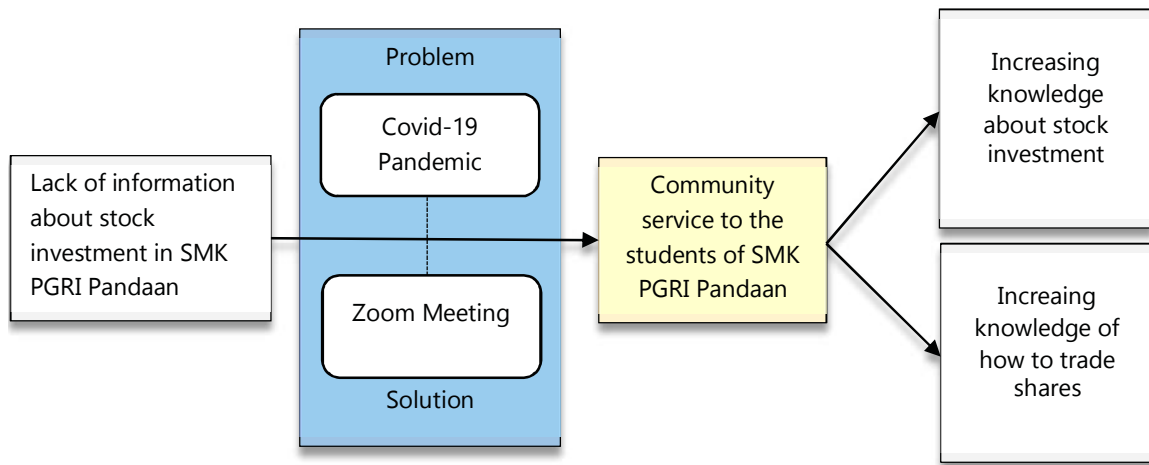 Lack of information
about stock
investment in SMK
PGRI Pandaan
Problem
Covid-19
Pandemic
Zoom Meeting
Solution
Community
service to the
students of SMK
PGRI Pandaan
Increasing
knowledge
about stock
investment
Increaing
knowledge of
how to trade
shares